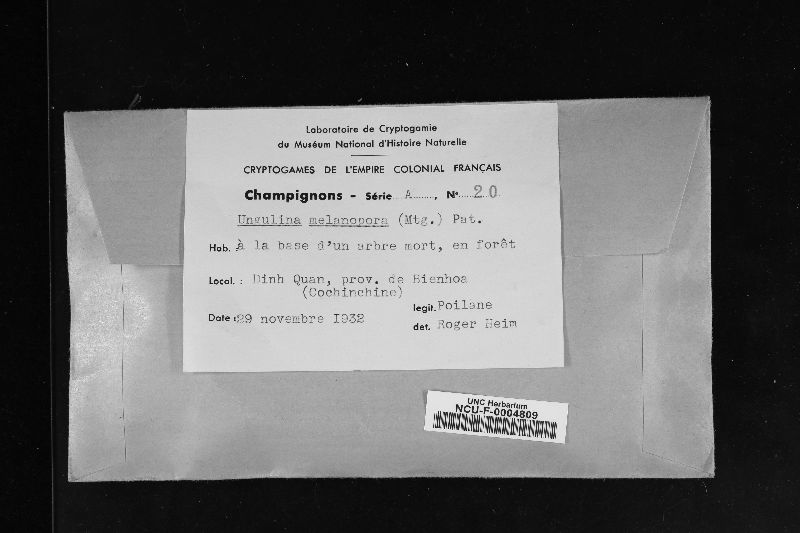 Laboratoire de Cryptogamie
du Muséum National d'Histoire Naturelle
CRYPTOGAMES DE L'EMPIRE COLONIAL FRANÇAIS
Champignons - Série A, N° 20
Ungulina melanopora (Mtg.) Pat.
Hab. À la base d'un arbre mort, en forêt
Local. : Dinh Quan, prov. de Bienhoa
(Cochinchine)
legit. Poilane
Date : 29 novembre 1932
det. Roger Heim
UNC Herbarium
NCU-F-0004809